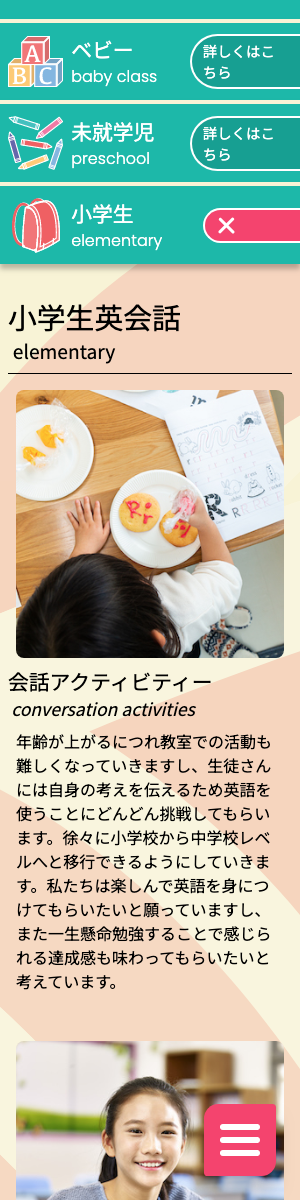 ベビー
baby class
詳しくはこ
ちら
未就学児
preschool
詳しくはこ
ちら
小学生
elementary
小学生英会話
elementary
会話アクティビティー
conversation activities
年齢が上がるにつれ教室での活動も
難しくなっていきますし、生徒さん
には自身の考えを伝えるため英語を
使うことにどんどん挑戦してもらい
ます。徐々に小学校から中学校レベ
ルへと移行できるようにしていきま
す。私たちは楽しんで英語を身につ
けてもらいたいと願っていますし、
また一生懸命勉強することで感じら
れる達成感も味わってもらいたいと
考えています。